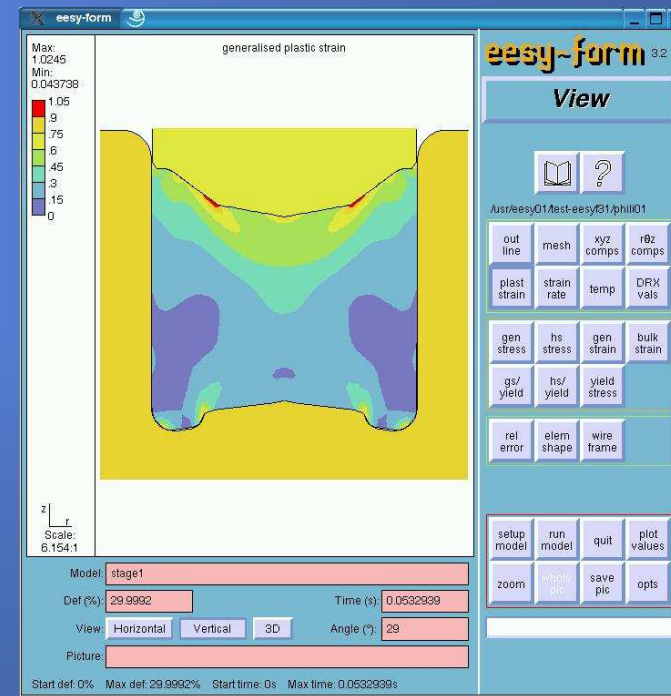 eesy-form
Max:
1.0245
Min:
0.043738
1.05
.9
.75
.6
.45
.3
.15
0
generalised plastic strain
z
r
Scale:
6.154:1
eesy-form 3.2
View
?
/usr/eesy01/test-eesyf31/phili01
out line
mesh
xyz comps
rθz comps
plast strain
strain rate
temp
DRX vals
gen stress
hs stress
gen strain
bulk strain
gs/ yield
hs/ yield
yield stress
rel error
elem shape
wire frame
setup model
run model
quit
plot values
zoom
whole pic
save pic
opts
Model: stage1
Def (%): 29.9992
Time (s): 0.0532939
View: Horizontal Vertical 3D
Angle (°): 29
Picture:
Start def: 0% Max def: 29.9992% Start time: 0s Max time: 0.0532939s